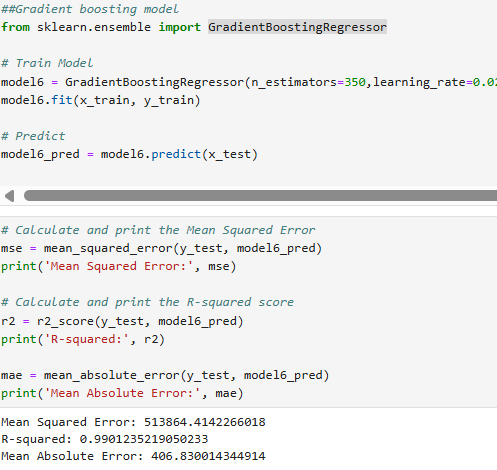 ##Gradient boosting model
from sklearn.ensemble import GradientBoostingRegressor
# Train Model
model6 = GradientBoostingRegressor(n_estimators=350,learning_rate=0.02
model6.fit(x_train, y_train)
# Predict
model6_pred = model6.predict(x_test)
# Calculate and print the Mean Squared Error
mse = mean_squared_error(y_test, model6_pred)
print('Mean Squared Error:', mse)
# Calculate and print the R-squared score
r2 = r2_score(y_test, model6_pred)
print('R-squared:', r2)
mae = mean_absolute_error(y_test, model6_pred)
print('Mean Absolute Error:', mae)
Mean Squared Error: 513864.4142266018
R-squared: 0.9901235219050233
Mean Absolute Error: 406.830014344914